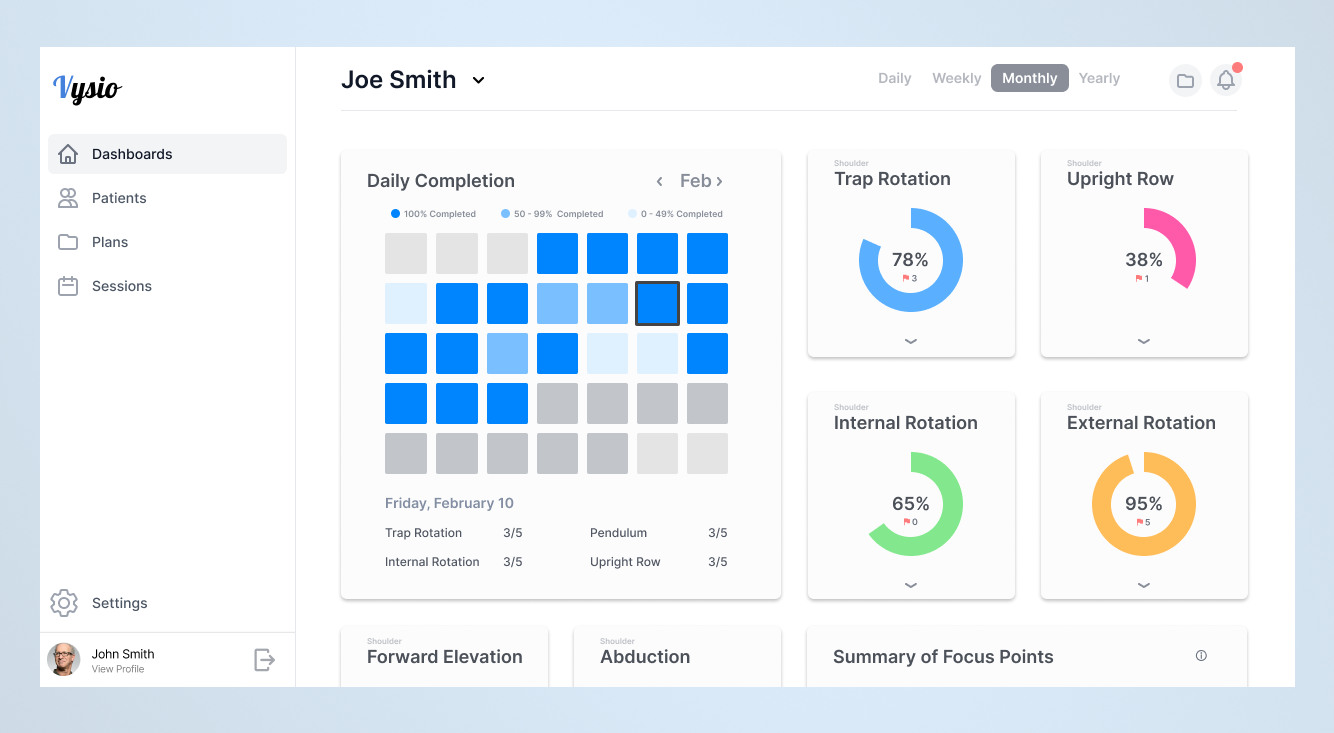 Vysio
Dashboards
Patients
Plans
Sessions
Settings
John Smith
View Profile
Joe Smith
Daily Weekly Monthly Yearly
Daily Completion
Feb
100% Completed 50 - 99% Completed 0 - 49% Completed
Friday, February 10
Trap Rotation 3/5 Pendulum 3/5
Internal Rotation 3/5 Upright Row 3/5
Shoulder
Trap Rotation
78%
3
Shoulder
Upright Row
38%
1
Shoulder
Internal Rotation
65%
0
Shoulder
External Rotation
95%
5
Shoulder
Forward Elevation
Shoulder
Abduction
Summary of Focus Points